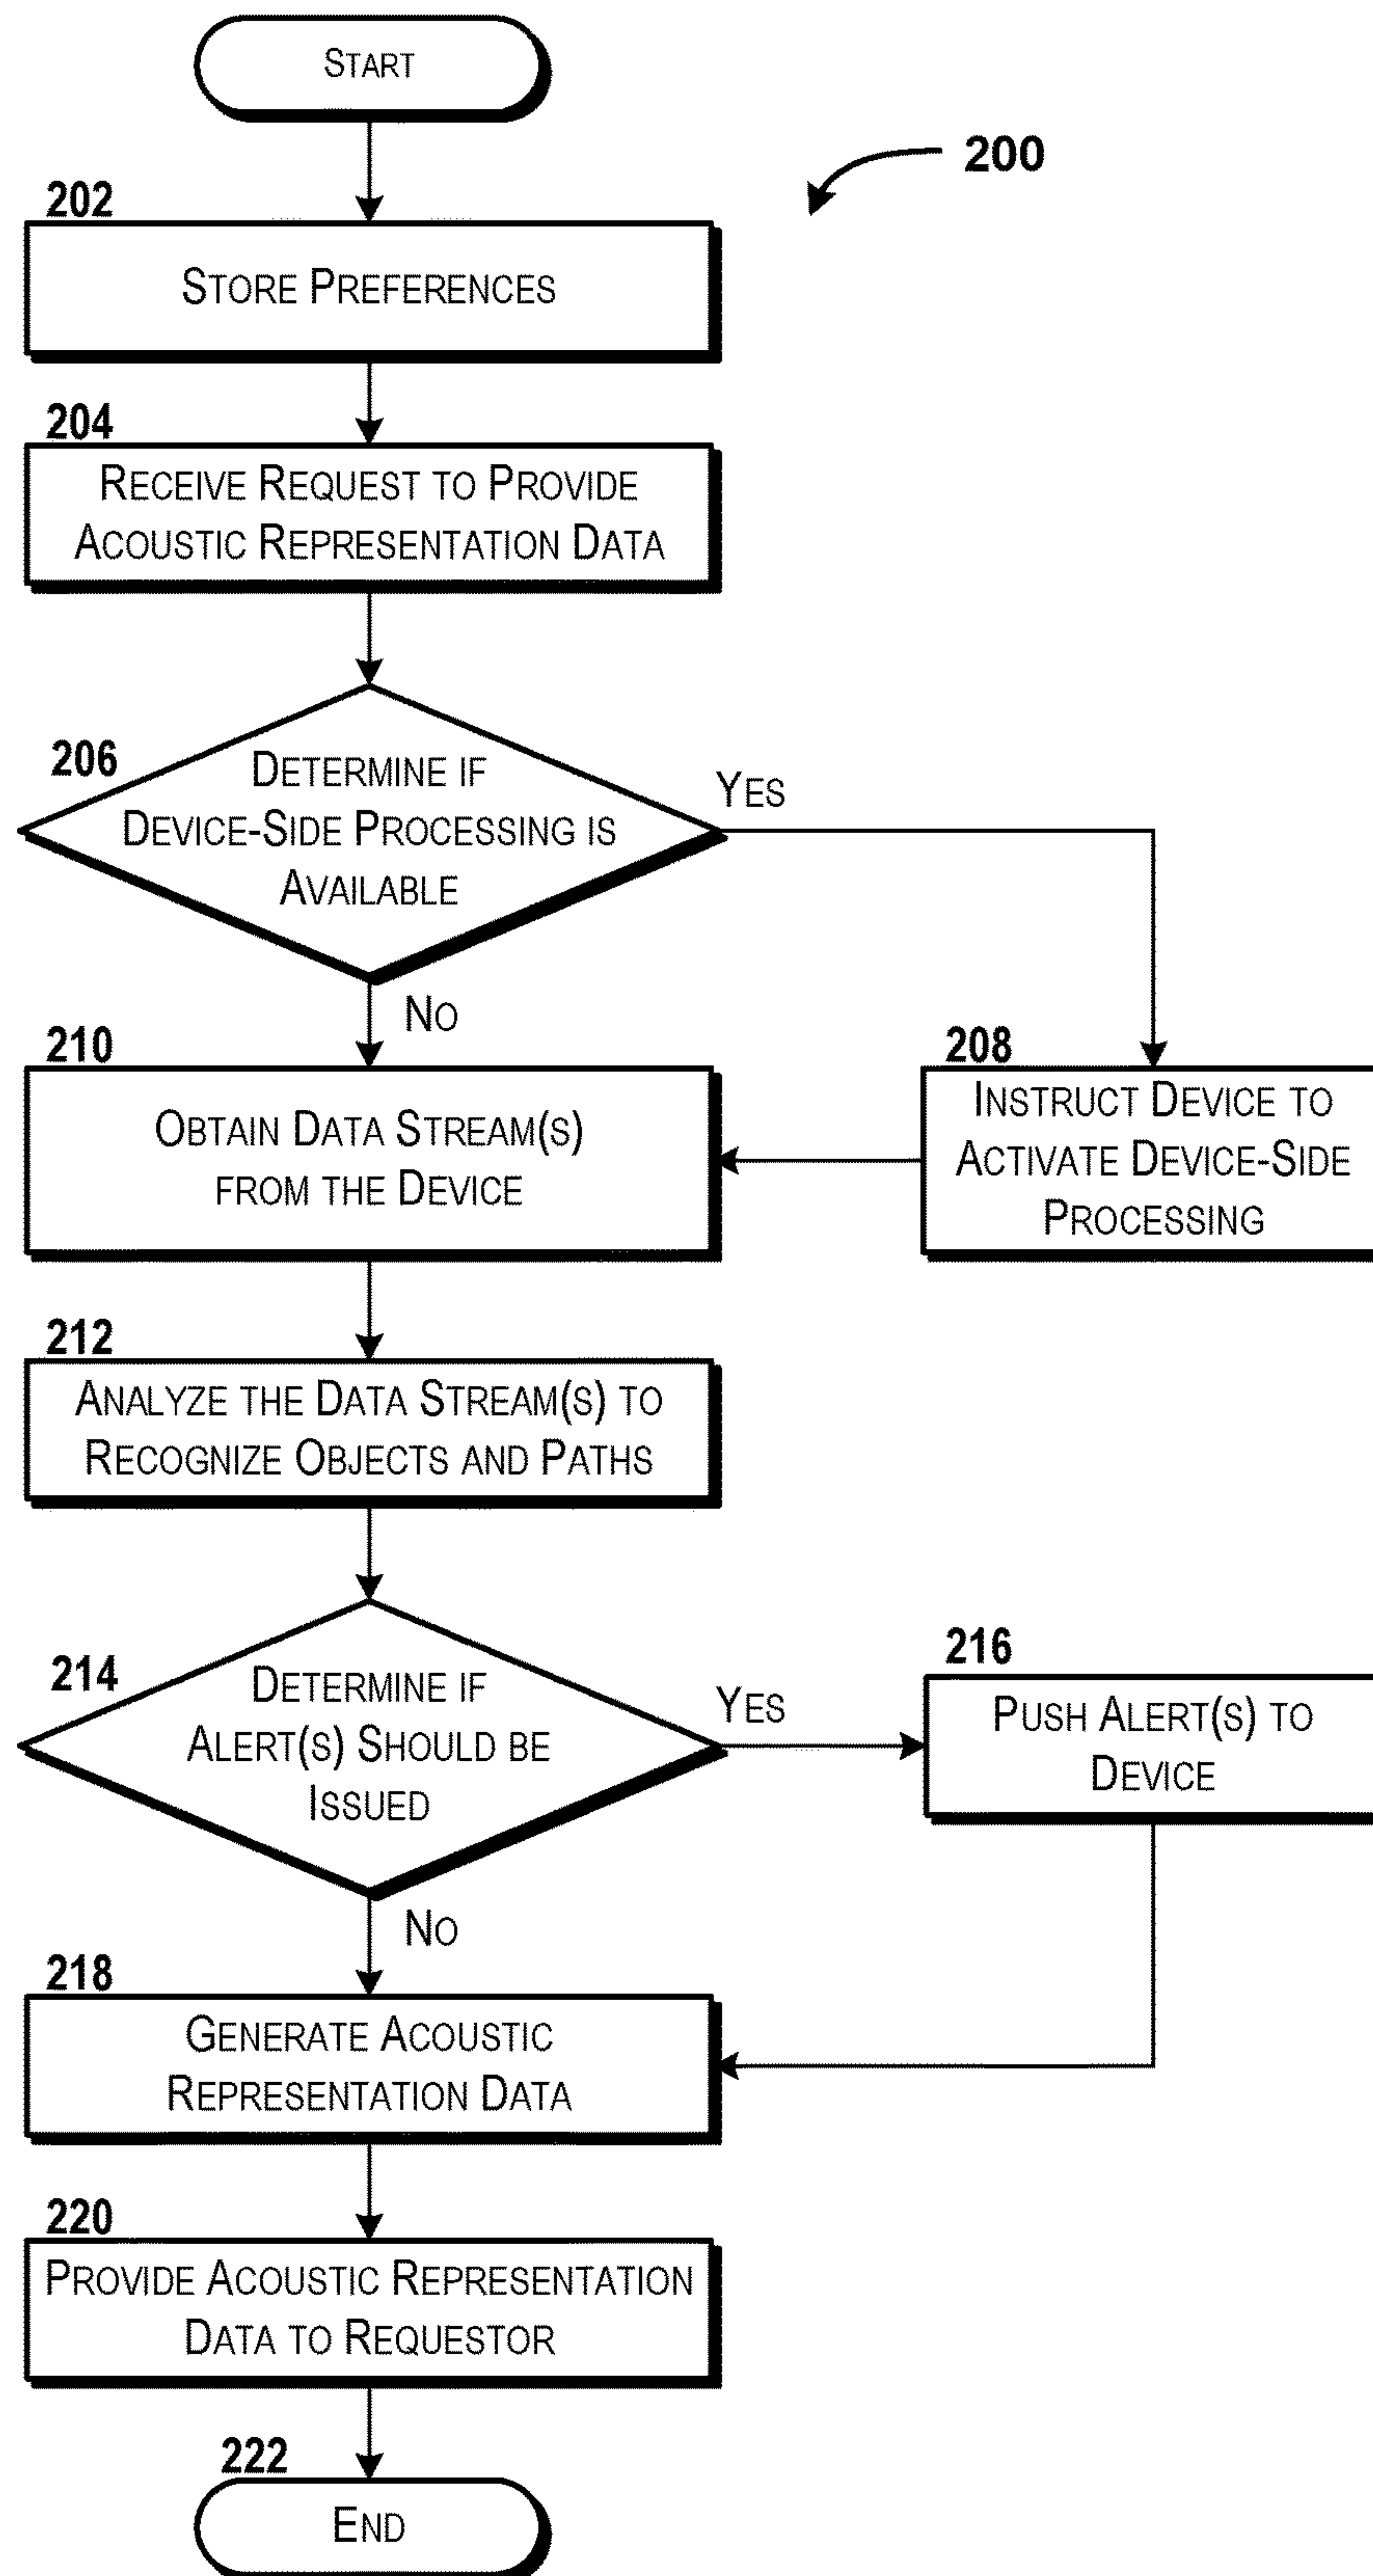 START
200
202
STORE PREFERENCES
204
RECEIVE REQUEST TO PROVIDE
ACOUSTIC REPRESENTATION DATA
206
DETERMINE IF
DEVICE-SIDE PROCESSING IS
AVAILABLE
YES
NO
208
INSTRUCT DEVICE TO
ACTIVATE DEVICE-SIDE
PROCESSING
210
OBTAIN DATA STREAM(S)
FROM THE DEVICE
212
ANALYZE THE DATA STREAM(S) TO
RECOGNIZE OBJECTS AND PATHS
214
DETERMINE IF
ALERT(S) SHOULD BE
ISSUED
YES
NO
216
PUSH ALERT(S) TO
DEVICE
218
GENERATE ACOUSTIC
REPRESENTATION DATA
220
PROVIDE ACOUSTIC REPRESENTATION
DATA TO REQUESTOR
222
END